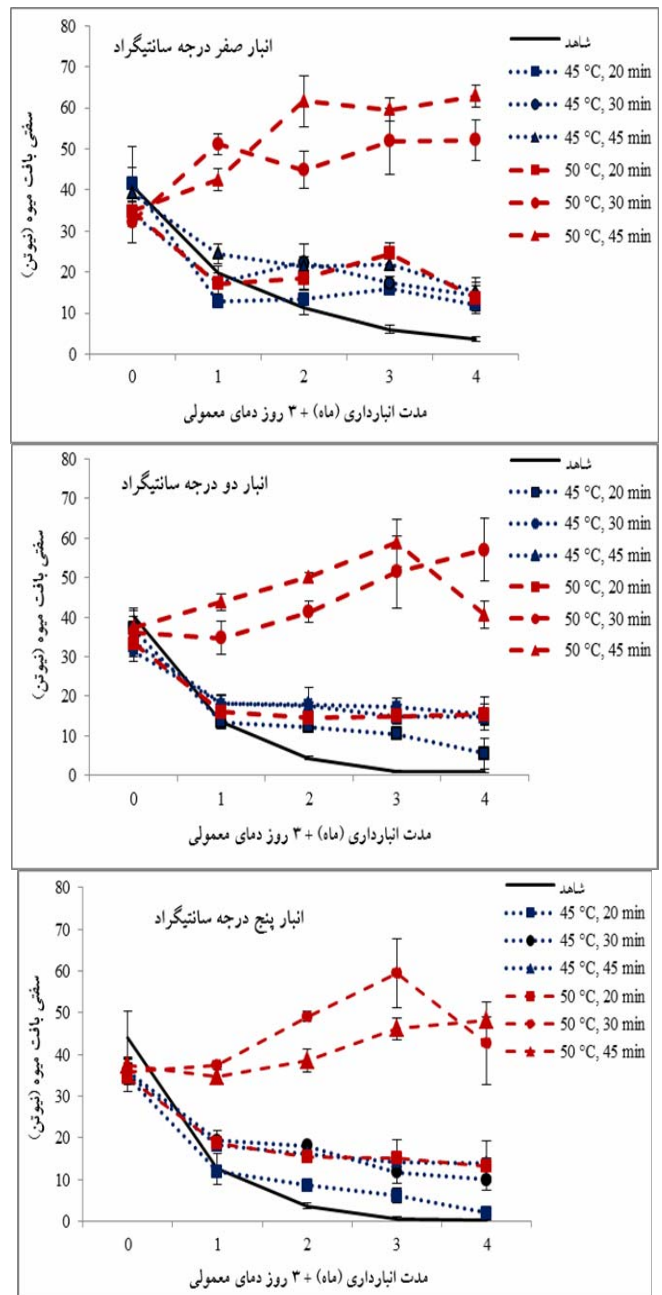 انبار صفر درجه سانتیگراد
سفتی بافت میوه (نیوتن)
80
70
60
50
40
30
20
10
0
0 1 2 3 4
مدت انبارداری (ماه) + ۳ روز دمای معمولی
شاهد
45 °C, 20 min
45 °C, 30 min
45 °C, 45 min
50 °C, 20 min
50 °C, 30 min
50 °C, 45 min
انبار دو درجه سانتیگراد
سفتی بافت میوه (نیوتن)
80
70
60
50
40
30
20
10
0
0 1 2 3 4
مدت انبارداری (ماه) + ۳ روز دمای معمولی
شاهد
45 °C, 20 min
45 °C, 30 min
45 °C, 45 min
50 °C, 20 min
50 °C, 30 min
50 °C, 45 min
انبار پنج درجه سانتیگراد
سفتی بافت میوه (نیوتن)
80
70
60
50
40
30
20
10
0
0 1 2 3 4
مدت انبارداری (ماه) + ۳ روز دمای معمولی
شاهد
45 °C, 20 min
45 °C, 30 min
45 °C, 45 min
50 °C, 20 min
50 °C, 30 min
50 °C, 45 min